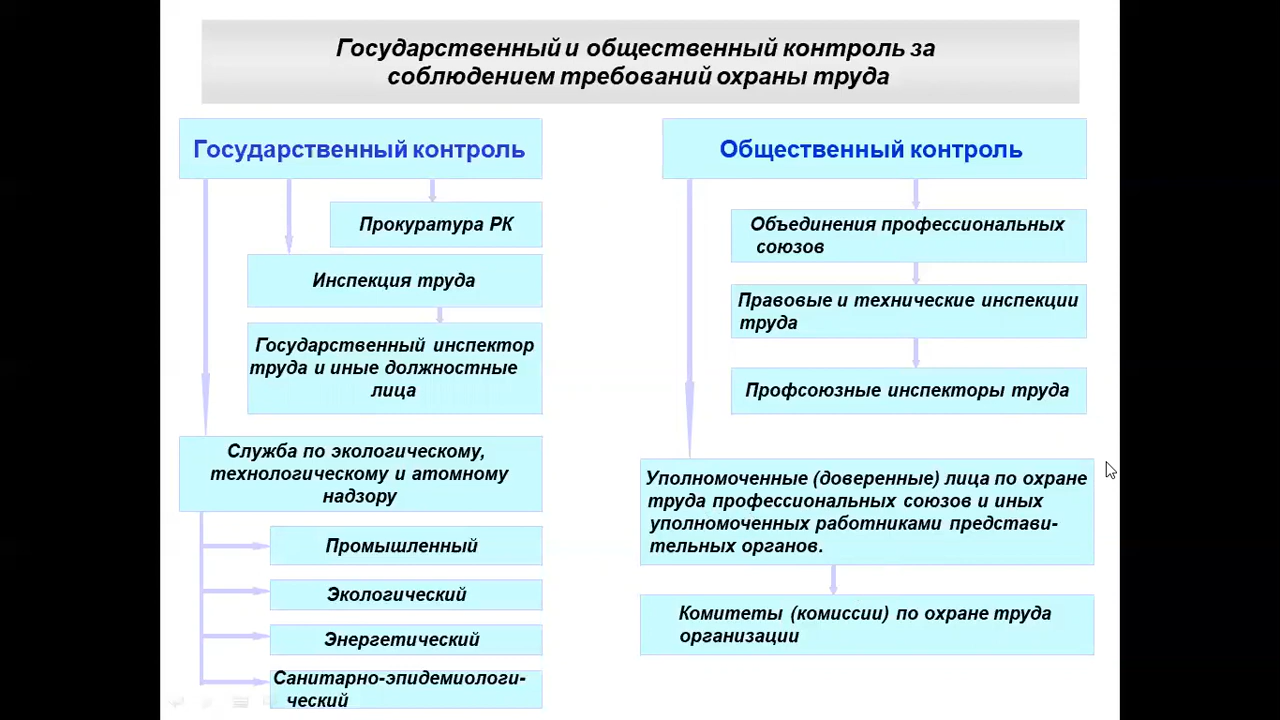 Государственный и общественный контроль за
соблюдением требований охраны труда
Государственный контроль
Прокуратура РК
Инспекция труда
Государственный инспектор
труда и иные должностные
лица
Служба по экологическому,
технологическому и атомному
надзору
Промышленный
Экологический
Энергетический
Санитарно-эпидемиологи-
ческий
Общественный контроль
Объединения профессиональных
союзов
Правовые и технические инспекции
труда
Профсоюзные инспекторы труда
Уполномоченные (доверенные) лица по охране
труда профессиональных союзов и иных
уполномоченных работниками представи-
тельных органов.
Комитеты (комиссии) по охране труда
организации